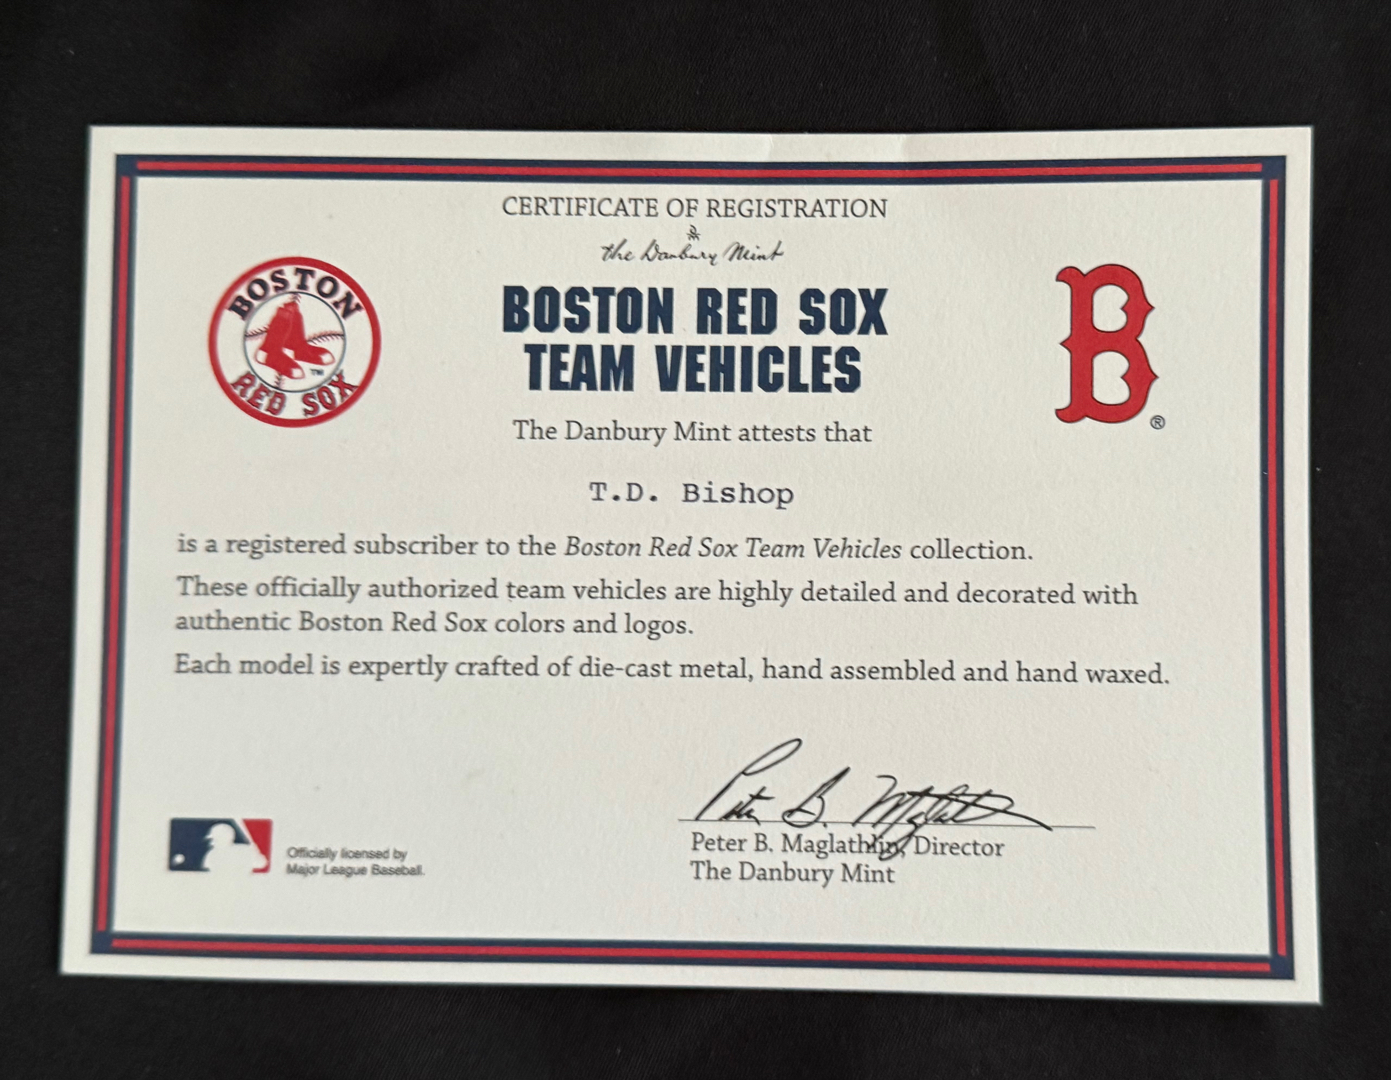 CERTIFICATE OF REGISTRATION
the Danbury Mint
BOSTON RED SOX
TEAM VEHICLES
BOSTON
RED SOX
TM
B
®
The Danbury Mint attests that
T.D. Bishop
is a registered subscriber to the Boston Red Sox Team Vehicles collection.
These officially authorized team vehicles are highly detailed and decorated with
authentic Boston Red Sox colors and logos.
Each model is expertly crafted of die-cast metal, hand assembled and hand waxed.
Peter B. Maglathlin
Peter B. Maglathlin, Director
The Danbury Mint
Officially licensed by
Major League Baseball.